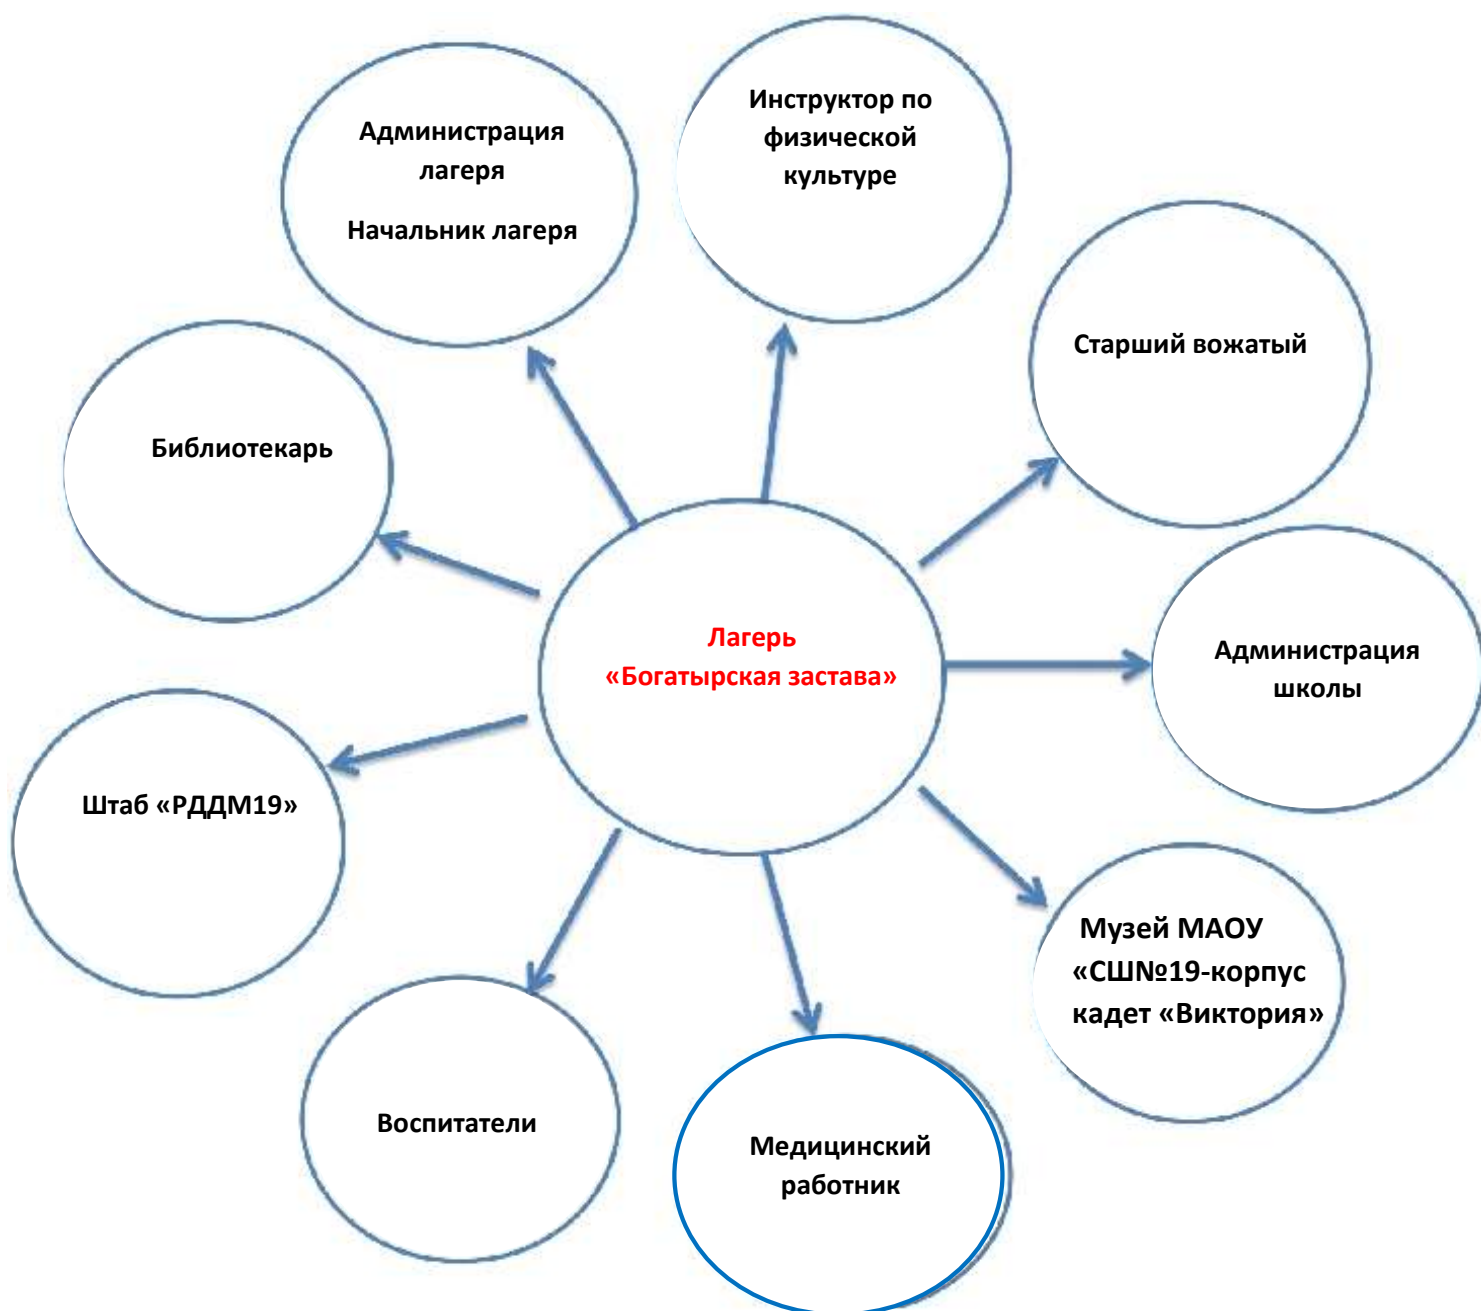 Администрация
лагеря
Начальник лагеря
Инструктор по
физической
культуре
Старший вожатый
Библиотекарь
Лагерь
«Богатырская застава»
Администрация
школы
Штаб «РДДМ19»
Музей МАОУ
«СШ№19-корпус
кадет «Виктория»
Воспитатели
Медицинский
работник